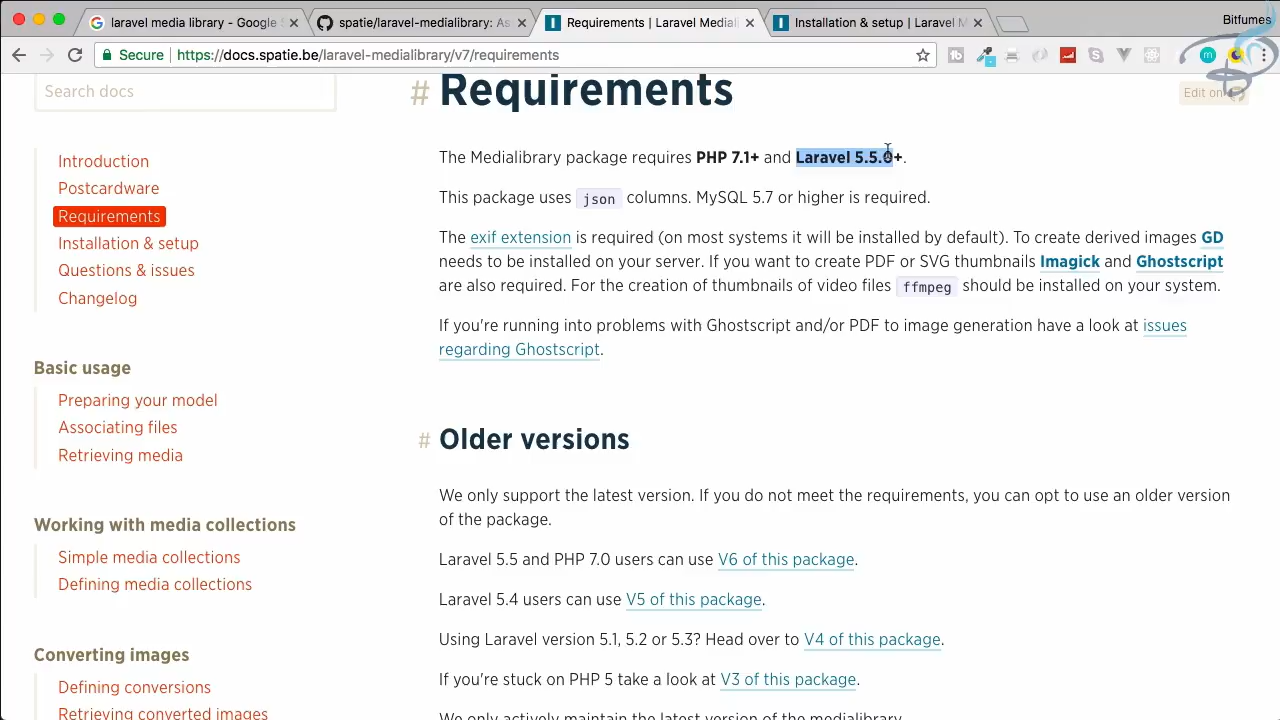 laravel media library - Google S
spatie/laravel-medialibrary: Ass
Requirements | Laravel Medialib
Installation & setup | Laravel M
Bitfumes
Secure
https://docs.spatie.be/laravel-medialibrary/v7/requirements
Search docs
Introduction
Postcardware
Requirements
Installation & setup
Questions & issues
Changelog
Basic usage
Preparing your model
Associating files
Retrieving media
Working with media collections
Simple media collections
Defining media collections
Converting images
Defining conversions
Retrieving converted images
# Requirements
Edit on
The Medialibrary package requires PHP 7.1+ and Laravel 5.5.0+.
This package uses json columns. MySQL 5.7 or higher is required.
The exif extension is required (on most systems it will be installed by default). To create derived images GD
needs to be installed on your server. If you want to create PDF or SVG thumbnails Imagick and Ghostscript
are also required. For the creation of thumbnails of video files ffmpeg should be installed on your system.
If you're running into problems with Ghostscript and/or PDF to image generation have a look at issues
regarding Ghostscript.
# Older versions
We only support the latest version. If you do not meet the requirements, you can opt to use an older version
of the package.
Laravel 5.5 and PHP 7.0 users can use V6 of this package.
Laravel 5.4 users can use V5 of this package.
Using Laravel version 5.1, 5.2 or 5.3? Head over to V4 of this package.
If you're stuck on PHP 5 take a look at V3 of this package.
We only actively maintain the latest version of the medialibrary